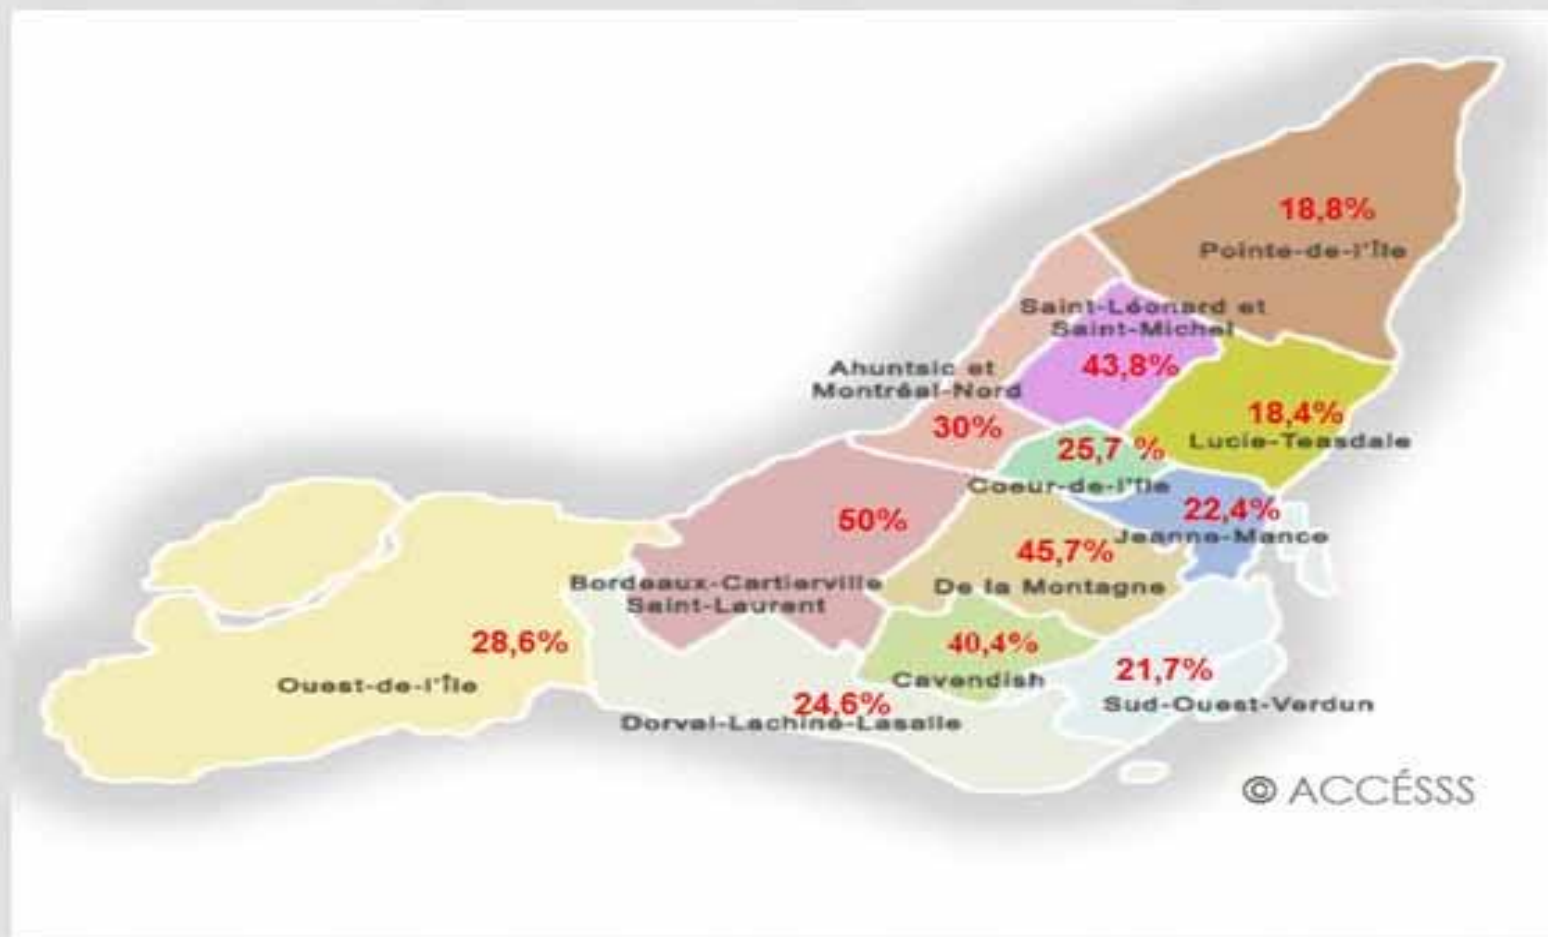 18,8%
Pointe-de-l'Île
Saint-Léonard et
Saint-Michel
43,8%
Ahuntsic et
Montréal-Nord
30%
18,4%
Lucie-Teasdale
25,7 %
Coeur-de-l'Île
22,4%
Jeanne-Mance
50%
Bordeaux-Cartierville
Saint-Laurent
45,7%
De la Montagne
28,6%
Ouest-de-l'Île
40,4%
Cavendish
21,7%
Sud-Ouest-Verdun
24,6%
Dorval-Lachine-Lasalle
© ACCÉSSS